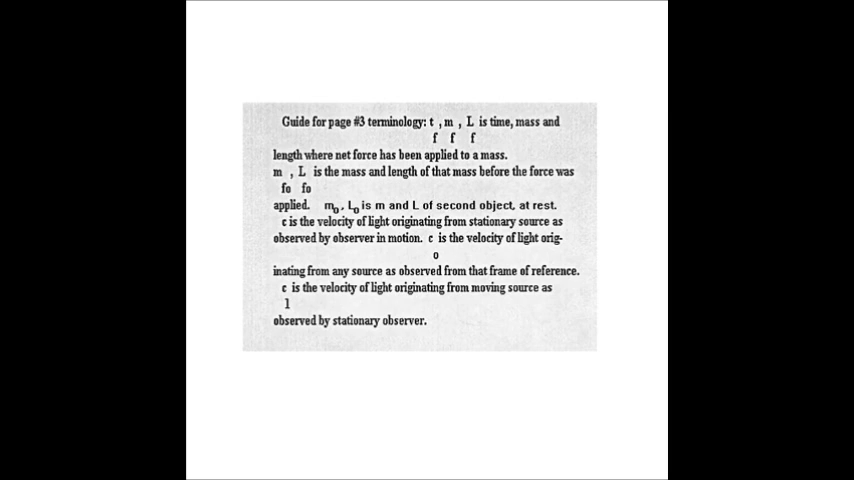 Guide for page #3 terminology: t , m , L is time, mass and
f f f
length where net force has been applied to a mass.
m , L is the mass and length of that mass before the force was
fo fo
applied. m₀, L₀ is m and L of second object, at rest.
c is the velocity of light originating from stationary source as
observed by observer in motion. c is the velocity of light orig-
o
inating from any source as observed from that frame of reference.
c is the velocity of light originating from moving source as
1
observed by stationary observer.